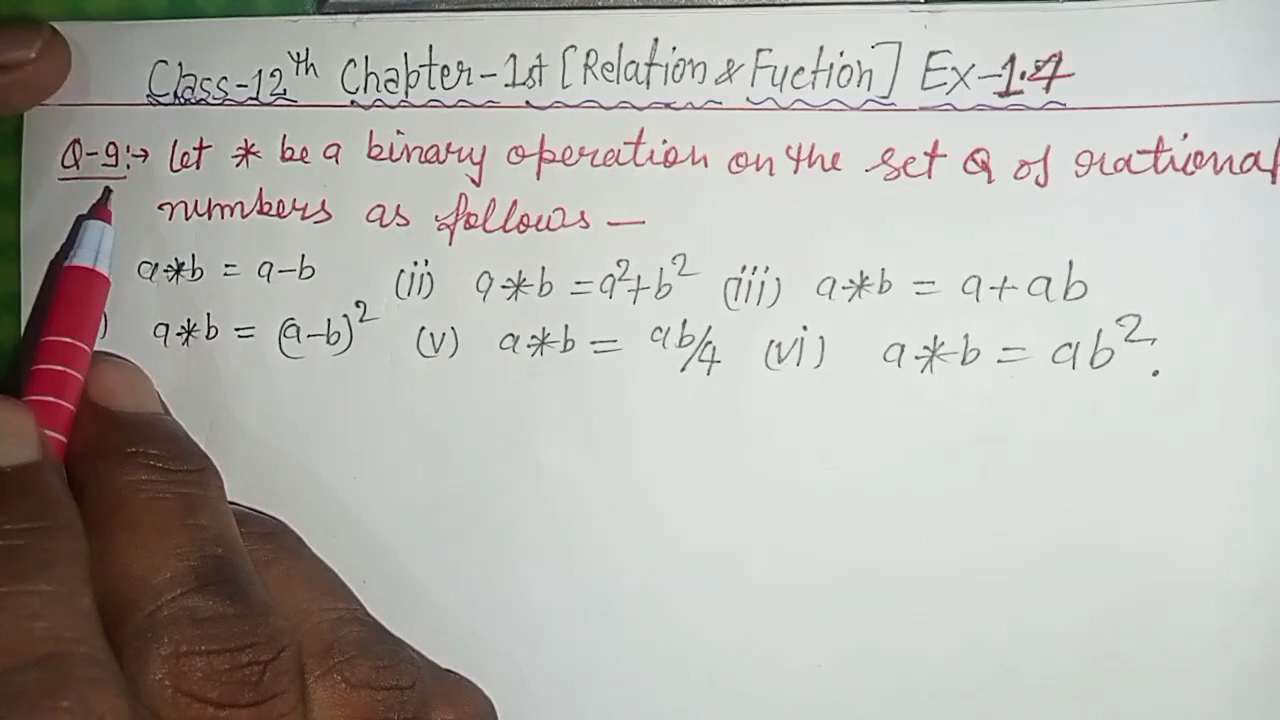 Class-12th Chapter-1st [Relation & Fuction] Ex-1.4
Q-9:→ Let * be a binary operation on the set Q of rational
numbers as follows —
a*b = a-b (ii) a*b = a²+b² (iii) a*b = a+ab
) a*b = (a-b)² (v) a*b = ab/4 (vi) a*b = ab².